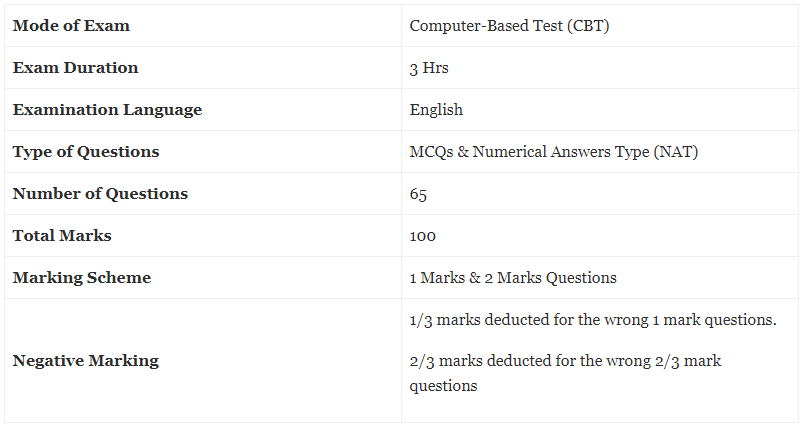 Mode of Exam
Computer-Based Test (CBT)
Exam Duration
3 Hrs
Examination Language
English
Type of Questions
MCQs & Numerical Answers Type (NAT)
Number of Questions
65
Total Marks
100
Marking Scheme
1 Marks & 2 Marks Questions
Negative Marking
1/3 marks deducted for the wrong 1 mark questions.
2/3 marks deducted for the wrong 2/3 mark
questions